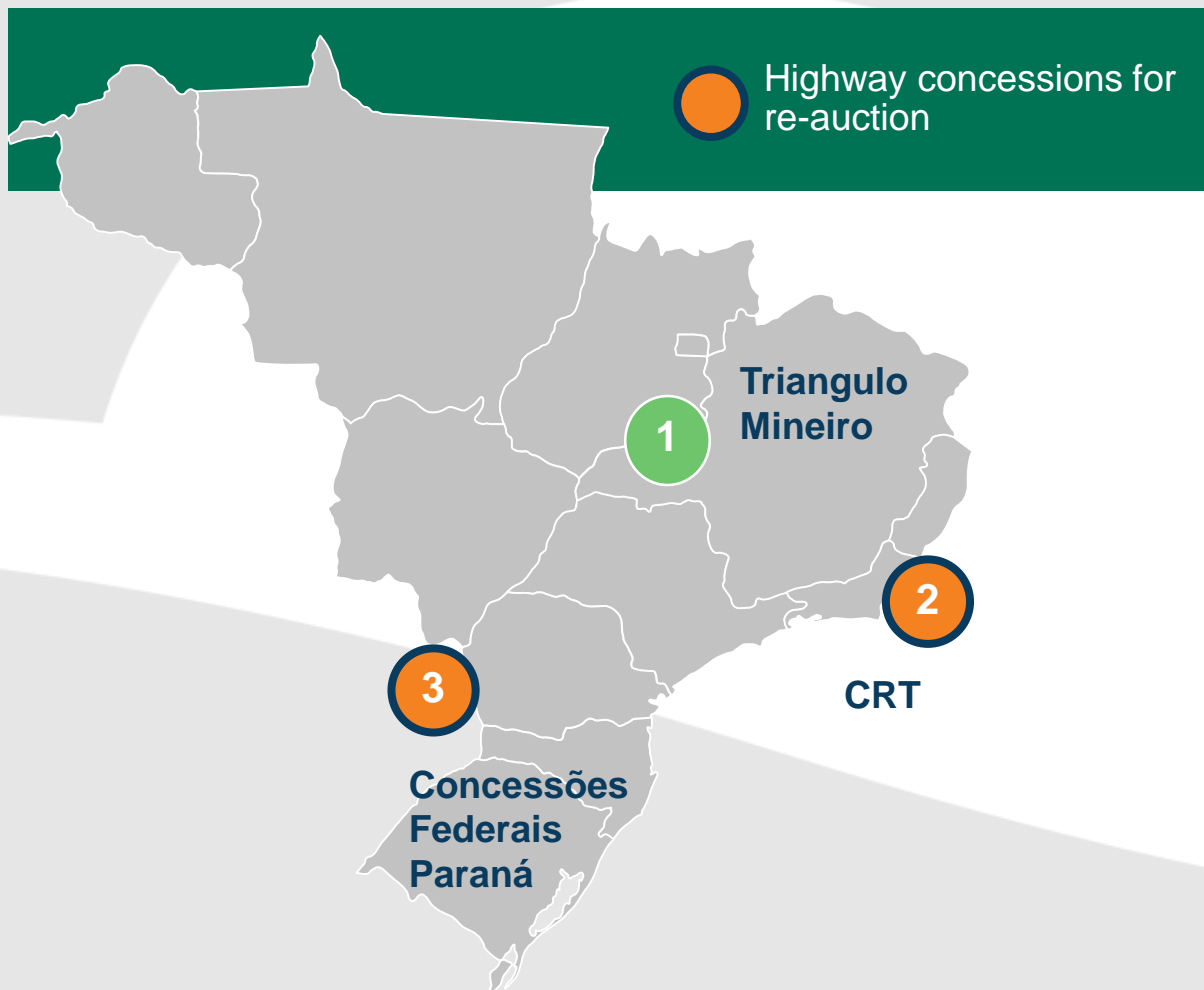 Highway concessions for
re-auction
Triangulo
Mineiro
1
2
CRT
3
Concessões
Federais
Paraná